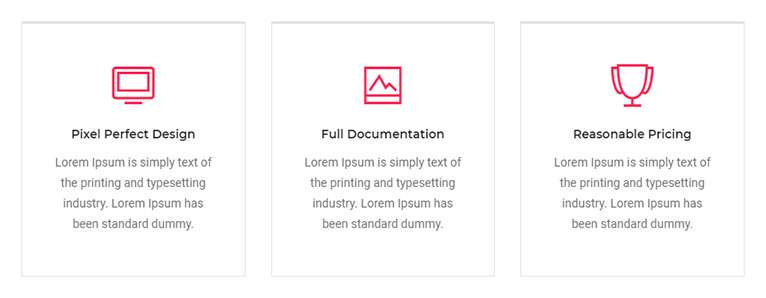 Pixel Perfect Design
Lorem Ipsum is simply text of
the printing and typesetting
industry. Lorem Ipsum has
been standard dummy.
Full Documentation
Lorem Ipsum is simply text of
the printing and typesetting
industry. Lorem Ipsum has
been standard dummy.
Reasonable Pricing
Lorem Ipsum is simply text of
the printing and typesetting
industry. Lorem Ipsum has
been standard dummy.